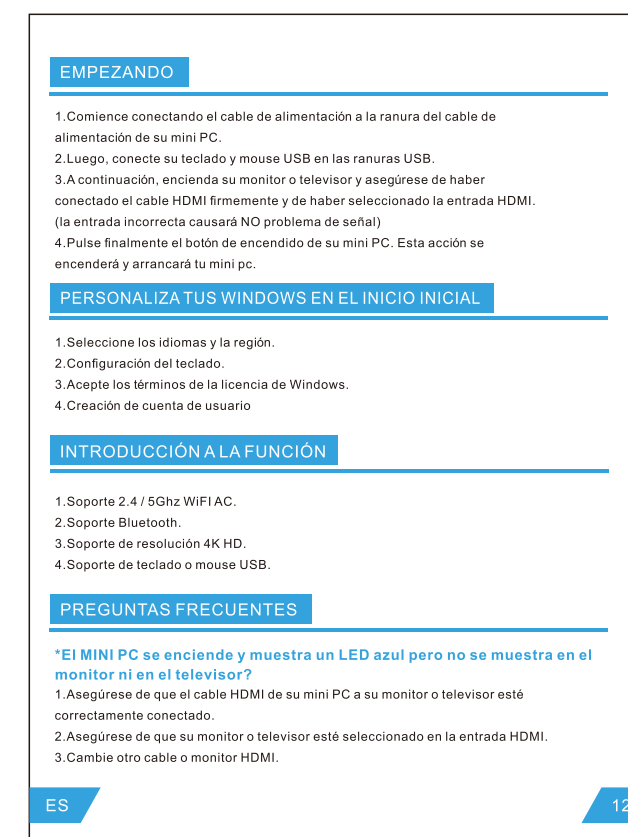 EMPEZANDO
1.Comience conectando el cable de alimentación a la ranura del cable de
alimentación de su mini PC.
2.Luego, conecte su teclado y mouse USB en las ranuras USB.
3.A continuación, encienda su monitor o televisor y asegúrese de haber
conectado el cable HDMI firmemente y de haber seleccionado la entrada HDMI.
(la entrada incorrecta causará NO problema de señal)
4.Pulse finalmente el botón de encendido de su mini PC. Esta acción se
encenderá y arrancará tu mini pc.
PERSONALIZA TUS WINDOWS EN EL INICIO INICIAL
1.Seleccione los idiomas y la región.
2.Configuración del teclado.
3.Acepte los términos de la licencia de Windows.
4.Creación de cuenta de usuario
INTRODUCCIÓN A LA FUNCIÓN
1.Soporte 2.4 / 5Ghz WiFI AC.
2.Soporte Bluetooth.
3.Soporte de resolución 4K HD.
4.Soporte de teclado o mouse USB.
PREGUNTAS FRECUENTES
*El MINI PC se enciende y muestra un LED azul pero no se muestra en el
monitor ni en el televisor?
1.Asegúrese de que el cable HDMI de su mini PC a su monitor o televisor esté
correctamente conectado.
2.Asegúrese de que su monitor o televisor esté seleccionado en la entrada HDMI.
3.Cambie otro cable o monitor HDMI.
ES
12